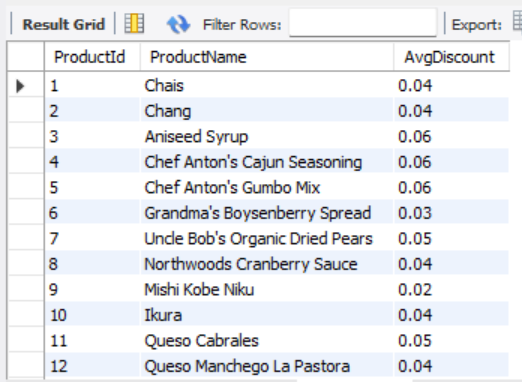 Result Grid Filter Rows: Export:
ProductId ProductName AvgDiscount
1 Chais 0.04
2 Chang 0.04
3 Aniseed Syrup 0.06
4 Chef Anton's Cajun Seasoning 0.06
5 Chef Anton's Gumbo Mix 0.06
6 Grandma's Boysenberry Spread 0.03
7 Uncle Bob's Organic Dried Pears 0.05
8 Northwoods Cranberry Sauce 0.04
9 Mishi Kobe Niku 0.02
10 Ikura 0.04
11 Queso Cabrales 0.05
12 Queso Manchego La Pastora 0.04